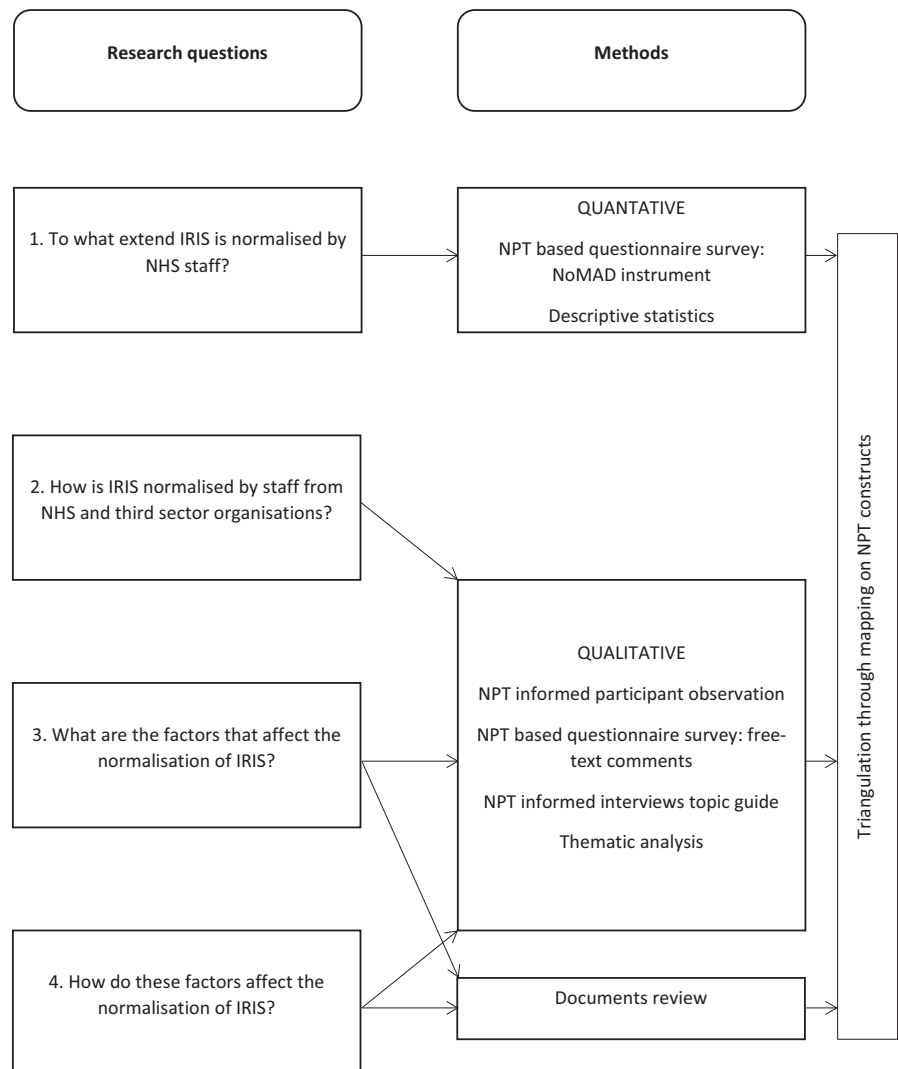 Research questions
Methods
1. To what extend IRIS is normalised by
NHS staff?
QUANTATIVE
NPT based questionnaire survey:
NoMAD instrument
Descriptive statistics
2. How is IRIS normalised by staff from
NHS and third sector organisations?
QUALITATIVE
NPT informed participant observation
NPT based questionnaire survey: free-
text comments
NPT informed interviews topic guide
Thematic analysis
3. What are the factors that affect the
normalisation of IRIS?
4. How do these factors affect the
normalisation of IRIS?
Documents review
Triangulation through mapping on NPT constructs